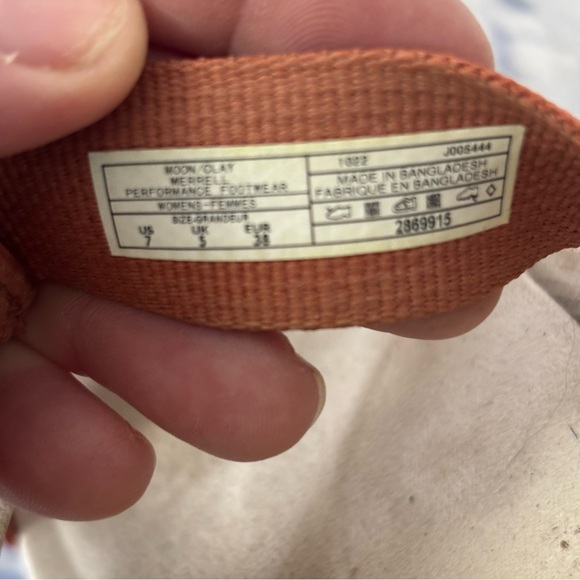 MOON/CLAY
MERRELL
PERFORMANCE FOOTWEAR
WOMENS-FEMMES
SIZE-GRANDEUR
US UK EUR
7 5 38
1022 J005444
MADE IN BANGLADESH
FABRIQUE EN BANGLADESH
2869915